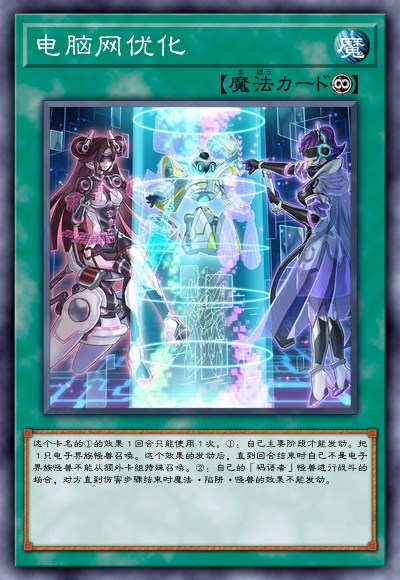 电脑网优化
魔
【魔法カード】
まほう
这个卡名的①的效果1回合只能使用1次。①：自己主要阶段才能发动。把
1只电子界族怪兽召唤。这个效果的发动后，直到回合结束时自己不是电子
界族怪兽不能从额外卡组特殊召唤。②：自己的「码语者」怪兽进行战斗的
场合，对方直到伤害步骤结束时魔法·陷阱·怪兽的效果不能发动。